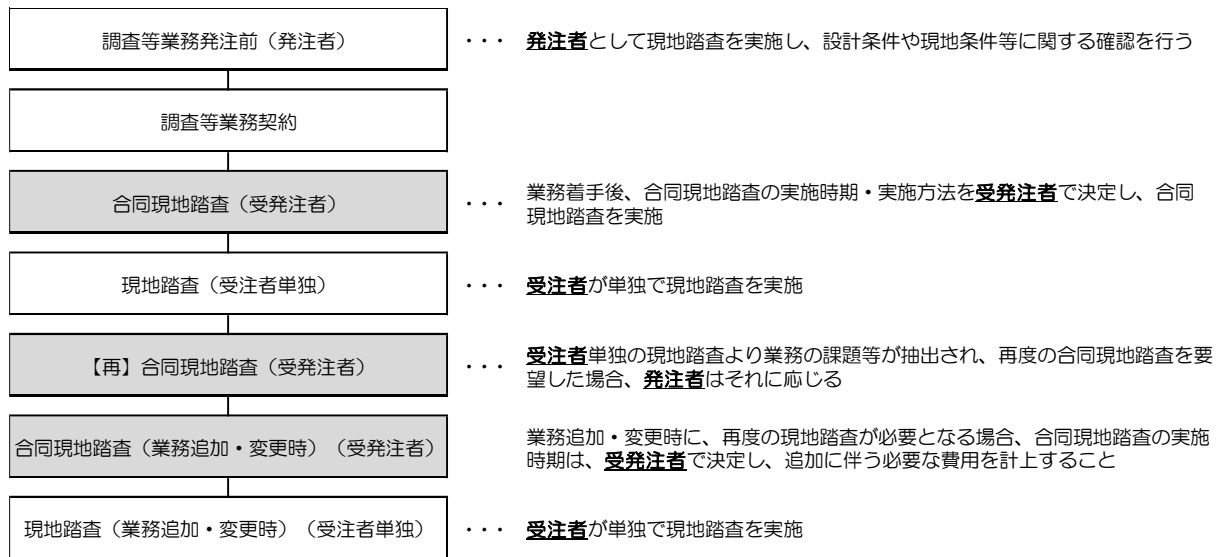 調査等業務発注前（発注者）
・・・ 発注者として現地踏査を実施し、設計条件や現地条件等に関する確認を行う
調査等業務契約
合同現地踏査（受発注者）
・・・ 業務着手後、合同現地踏査の実施時期・実施方法を受発注者で決定し、合同
現地踏査を実施
現地踏査（受注者単独）
・・・ 受注者が単独で現地踏査を実施
【再】合同現地踏査（受発注者）
・・・ 受注者単独の現地踏査より業務の課題等が抽出され、再度の合同現地踏査を要
望した場合、発注者はそれに応じる
合同現地踏査（業務追加・変更時）（受発注者）
業務追加・変更時に、再度の現地踏査が必要となる場合、合同現地踏査の実施
時期は、受発注者で決定し、追加に伴う必要な費用を計上すること
現地踏査（業務追加・変更時）（受注者単独）
・・・ 受注者が単独で現地踏査を実施